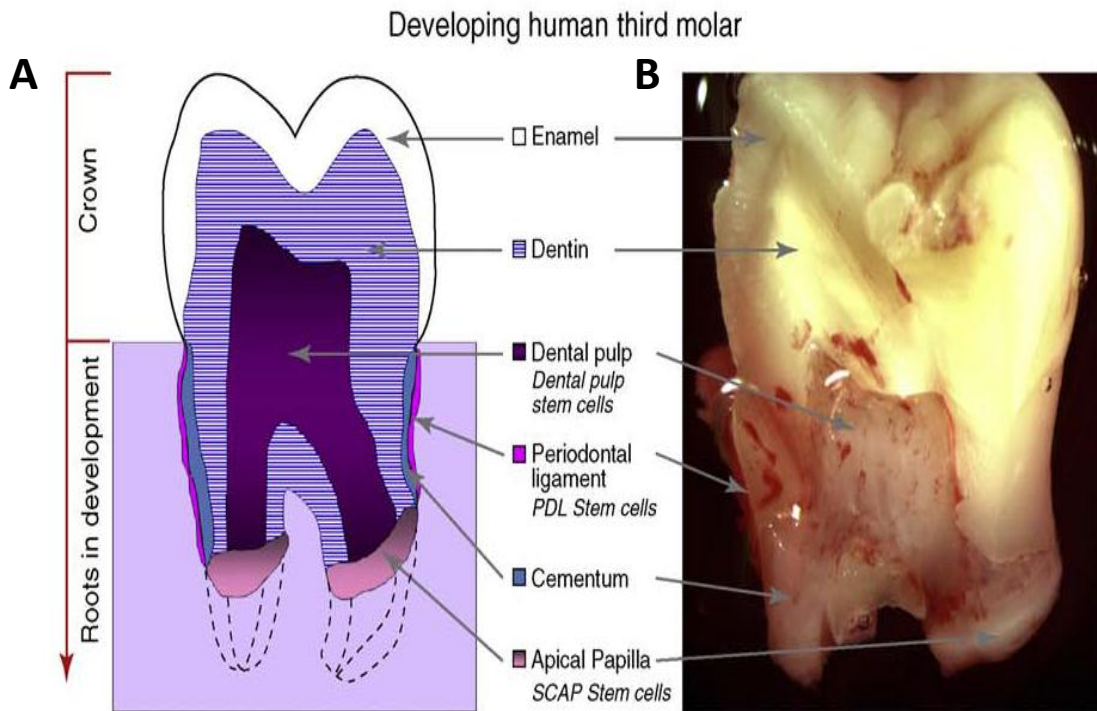 Developing human third molar
A
B
Crown
Roots in development
Enamel
Dentin
Dental pulp
Dental pulp
stem cells
Periodontal
ligament
PDL Stem cells
Cementum
Apical Papilla
SCAP Stem cells